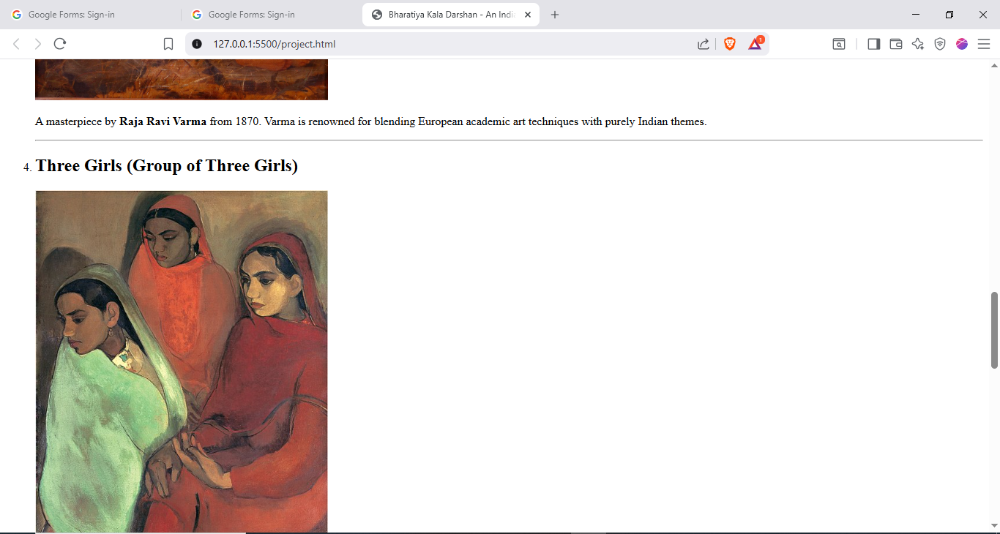 Google Forms: Sign-in
Google Forms: Sign-in
Bharatiya Kala Darshan - An Indi
127.0.0.1:5500/project.html
1
A masterpiece by Raja Ravi Varma from 1870. Varma is renowned for blending European academic art techniques with purely Indian themes.
4. Three Girls (Group of Three Girls)